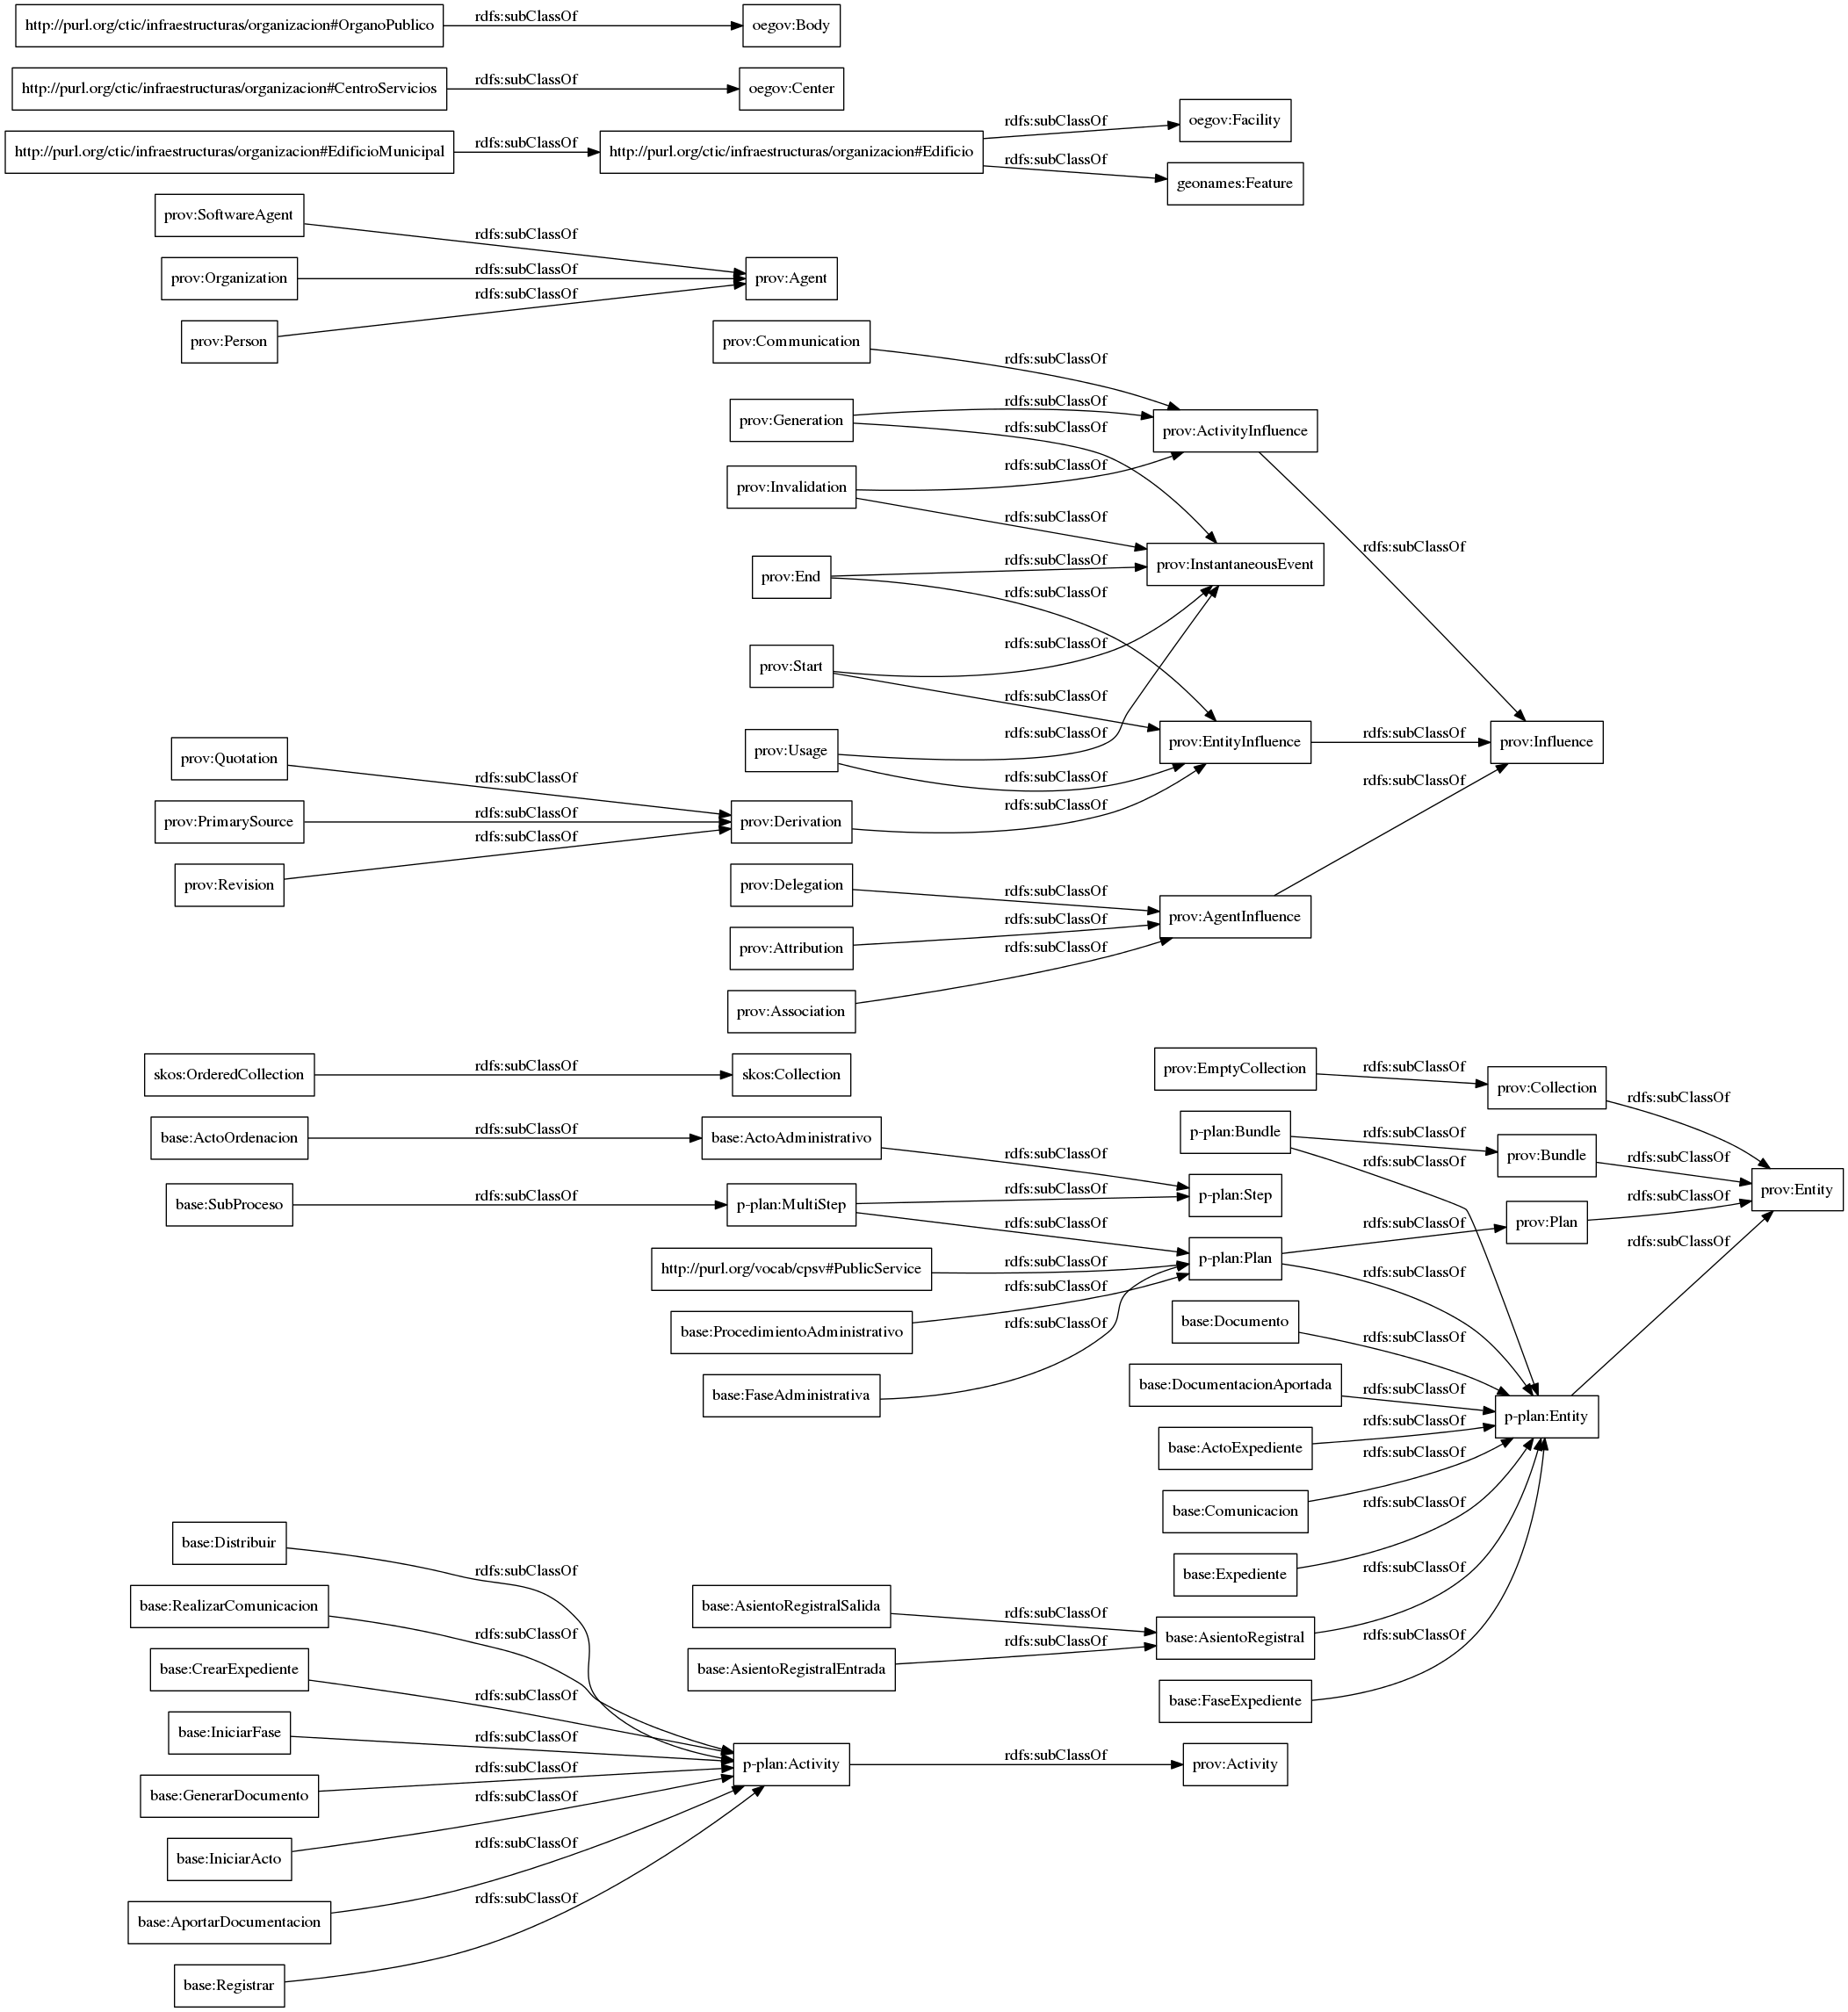 http://purl.org/ctic/infraestructuras/organizacion#OrganoPublico rdfs:subClassOf oegov:Body
http://purl.org/ctic/infraestructuras/organizacion#CentroServicios rdfs:subClassOf oegov:Center
http://purl.org/ctic/infraestructuras/organizacion#EdificioMunicipal rdfs:subClassOf http://purl.org/ctic/infraestructuras/organizacion#Edificio
rdfs:subClassOf oegov:Facility
rdfs:subClassOf geonames:Feature
prov:SoftwareAgent rdfs:subClassOf
prov:Organization rdfs:subClassOf prov:Agent
prov:Person rdfs:subClassOf
prov:Communication rdfs:subClassOf
prov:Generation rdfs:subClassOf
rdfs:subClassOf prov:ActivityInfluence
prov:Invalidation rdfs:subClassOf
rdfs:subClassOf
rdfs:subClassOf
prov:End rdfs:subClassOf prov:InstantaneousEvent
rdfs:subClassOf
prov:Start rdfs:subClassOf
rdfs:subClassOf
prov:Usage rdfs:subClassOf prov:EntityInfluence rdfs:subClassOf prov:Influence
prov:Quotation rdfs:subClassOf
rdfs:subClassOf rdfs:subClassOf
prov:PrimarySource rdfs:subClassOf prov:Derivation rdfs:subClassOf
prov:Revision rdfs:subClassOf
prov:Delegation rdfs:subClassOf
prov:Attribution rdfs:subClassOf prov:AgentInfluence
prov:Association rdfs:subClassOf
skos:OrderedCollection rdfs:subClassOf skos:Collection
prov:EmptyCollection rdfs:subClassOf prov:Collection rdfs:subClassOf
base:ActoOrdenacion rdfs:subClassOf base:ActoAdministrativo rdfs:subClassOf
p-plan:Bundle rdfs:subClassOf prov:Bundle rdfs:subClassOf
rdfs:subClassOf
base:SubProceso rdfs:subClassOf p-plan:MultiStep rdfs:subClassOf p-plan:Step
prov:Entity
rdfs:subClassOf p-plan:Plan rdfs:subClassOf prov:Plan rdfs:subClassOf
http://purl.org/vocab/cpsv#PublicService rdfs:subClassOf
rdfs:subClassOf rdfs:subClassOf
base:ProcedimientoAdministrativo rdfs:subClassOf
rdfs:subClassOf
base:Documento rdfs:subClassOf
base:FaseAdministrativa
base:DocumentacionAportada rdfs:subClassOf
p-plan:Entity
base:ActoExpediente rdfs:subClassOf
base:Comunicacion rdfs:subClassOf
base:Expediente rdfs:subClassOf
base:Distribuir rdfs:subClassOf
base:RealizarComunicacion rdfs:subClassOf
base:AsientoRegistralSalida rdfs:subClassOf
base:AsientoRegistral rdfs:subClassOf
base:AsientoRegistralEntrada rdfs:subClassOf
base:FaseExpediente rdfs:subClassOf
base:CrearExpediente rdfs:subClassOf
base:IniciarFase rdfs:subClassOf
p-plan:Activity rdfs:subClassOf prov:Activity
base:GenerarDocumento rdfs:subClassOf
base:IniciarActo rdfs:subClassOf
base:AportarDocumentacion rdfs:subClassOf
base:Registrar rdfs:subClassOf